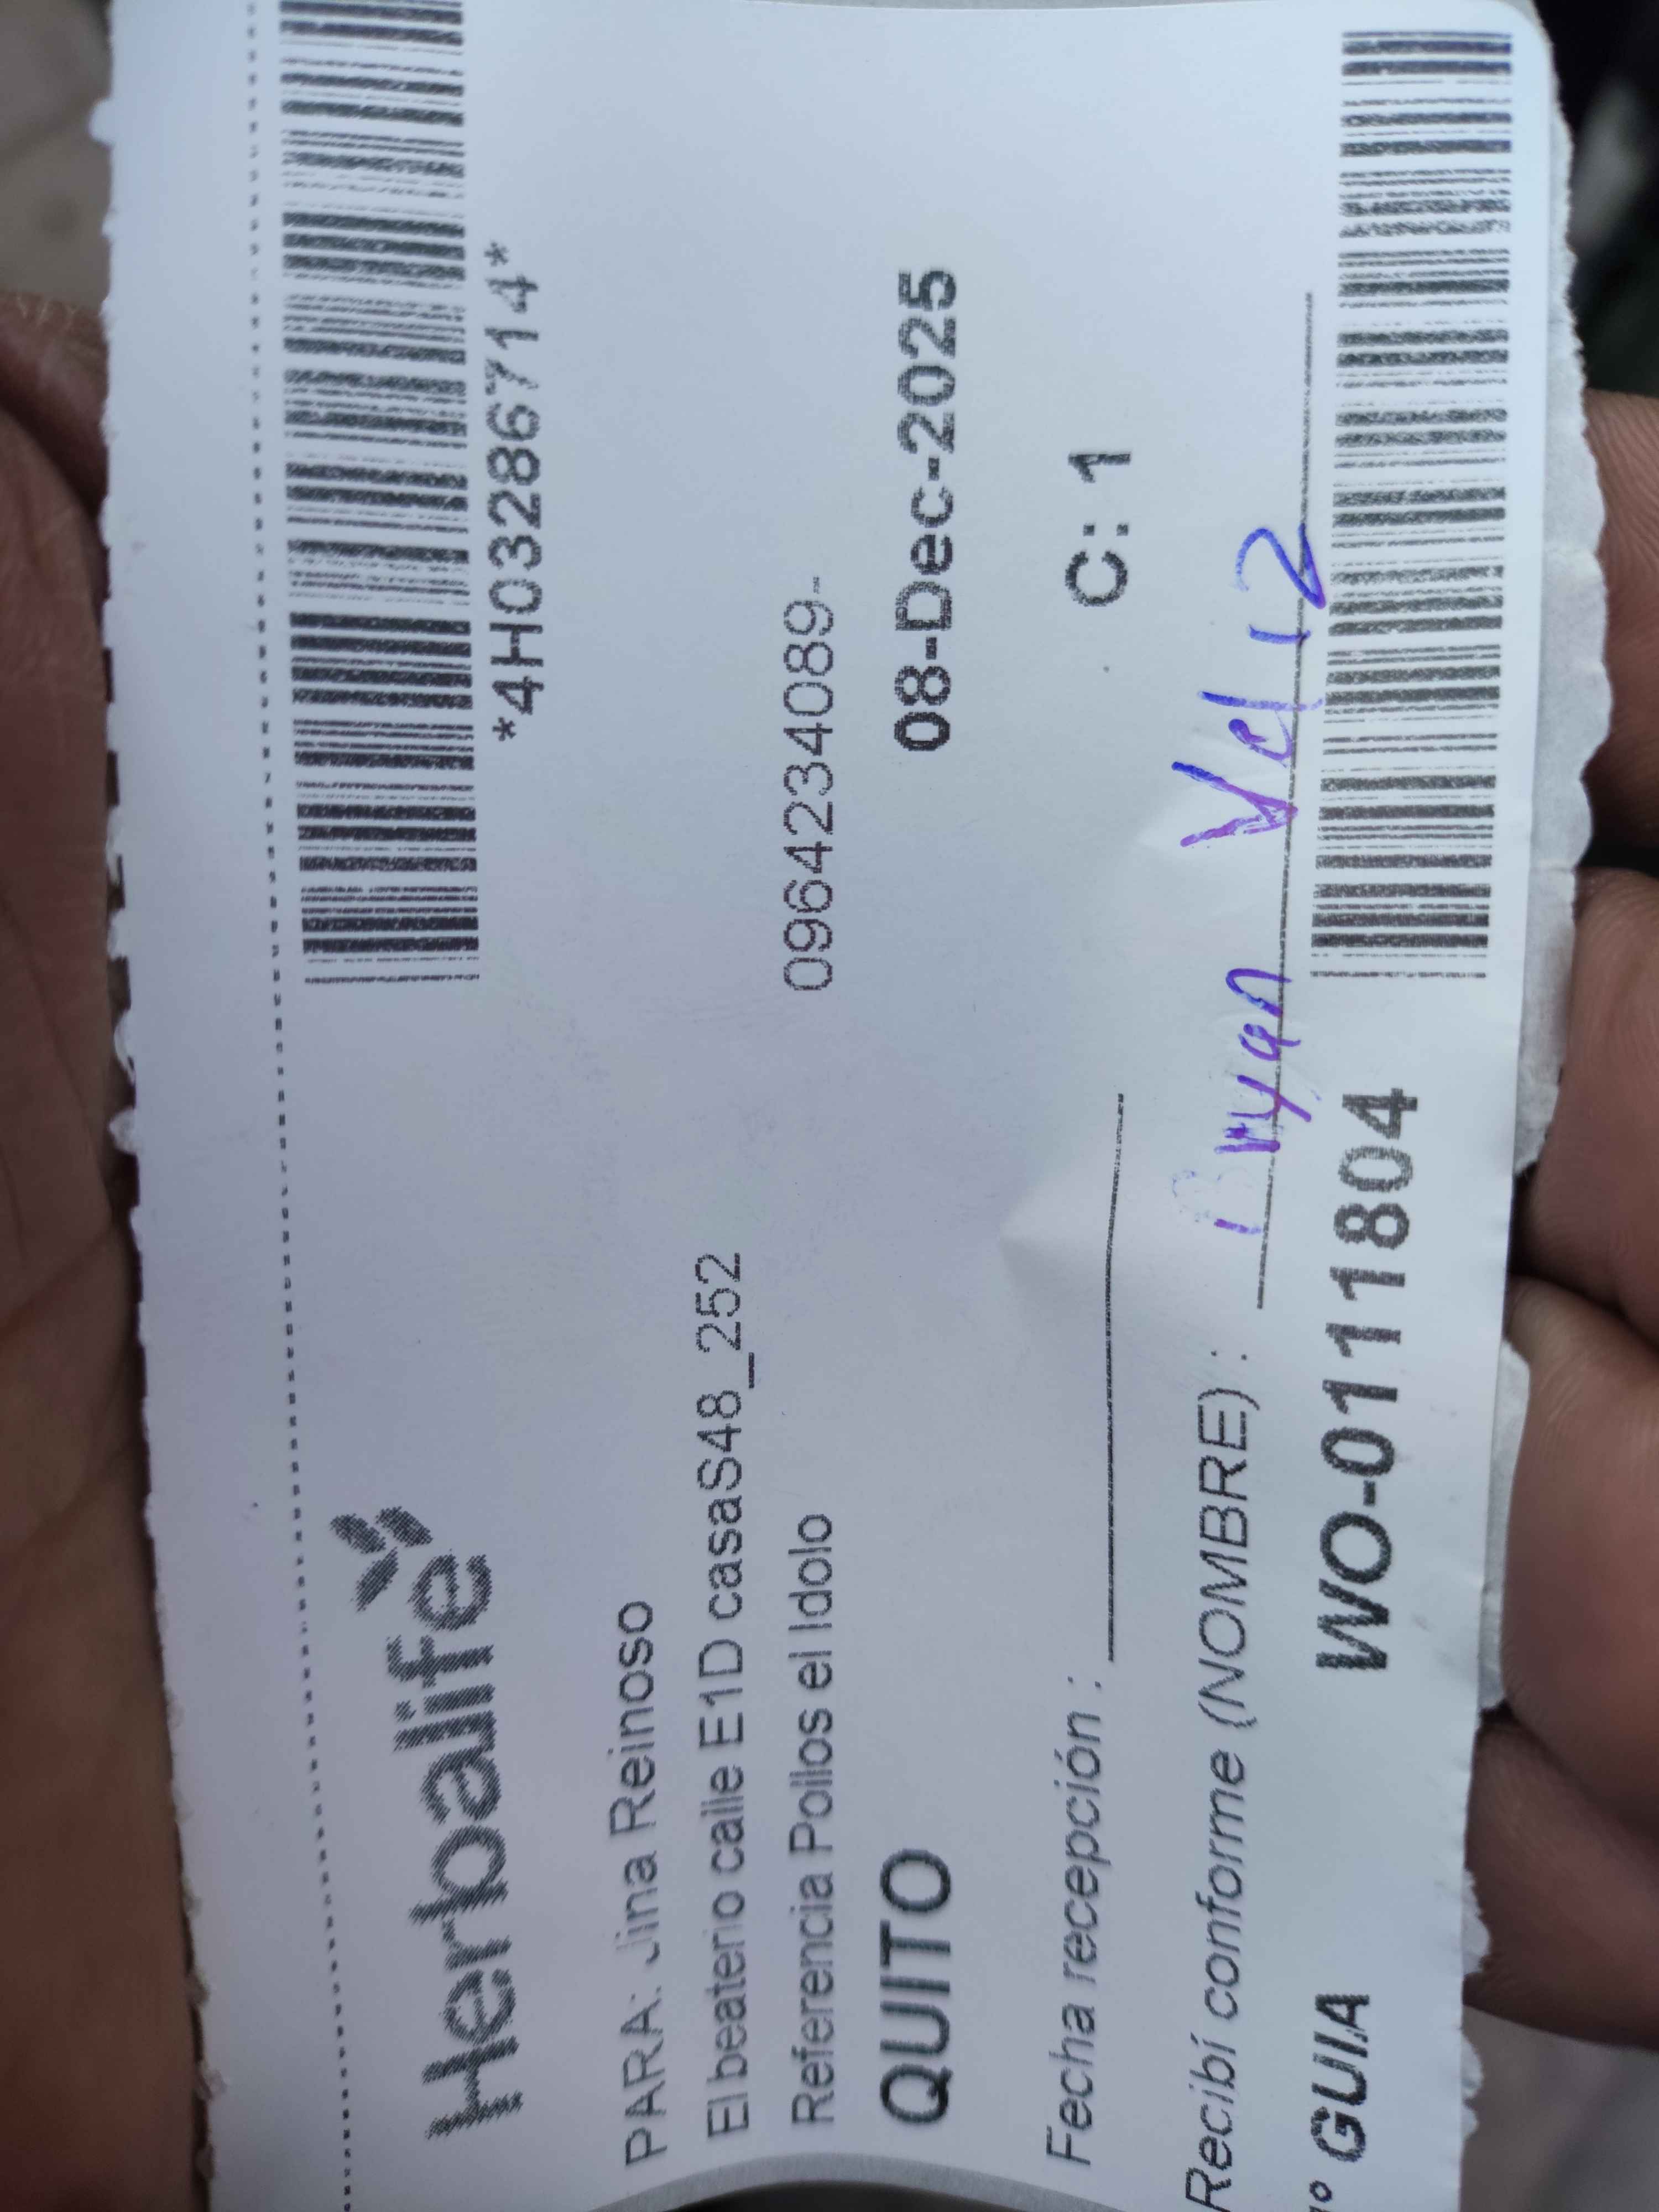 Herbalife
*4H03286714*
PARA: Jina Reinoso
El beaterio calle E1D casaS48_252
Referencia Pollos el Idolo 0964234089-
QUITO 08-Dec-2025
Fecha recepción : C: 1
Recibí conforme (NOMBRE) : Bryan Veliz
N° GUIA WO-0111804